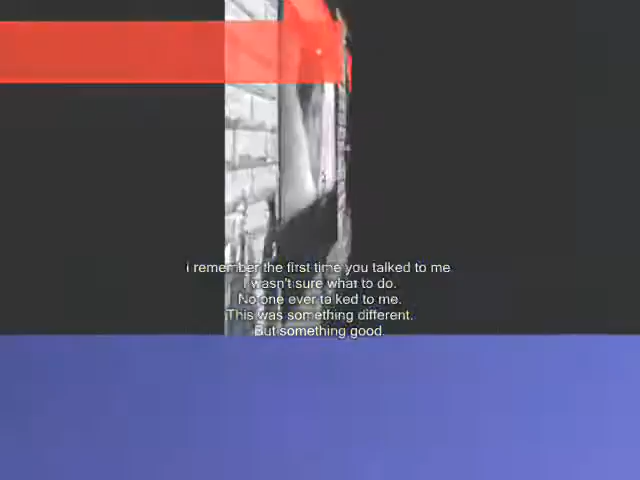 i remember the first time you talked to me
I wasn't sure what to do.
No one ever talked to me.
This was something different.
But something good.